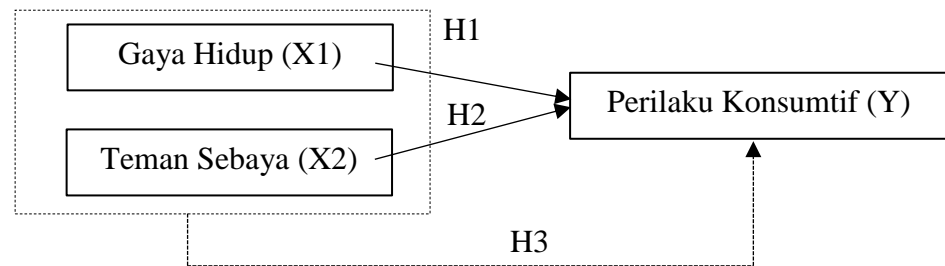 H1
Gaya Hidup (X1)
Perilaku Konsumtif (Y)
H2
Teman Sebaya (X2)
H3